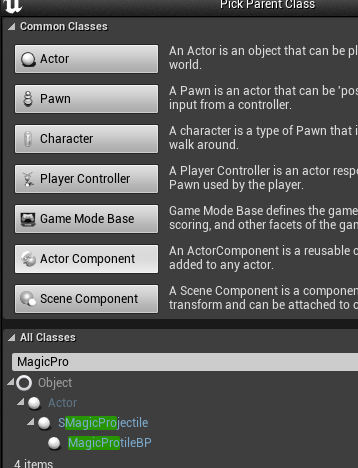 Pick Parent Class
Common Classes
Actor
An Actor is an object that can be pl
world.
Pawn
A Pawn is an actor that can be 'pos
input from a controller.
Character
A character is a type of Pawn that i
walk around.
Player Controller
A Player Controller is an actor resp
Pawn used by the player.
Game Mode Base
Game Mode Base defines the game
scoring, and other facets of the gam
Actor Component
An ActorComponent is a reusable c
added to any actor.
Scene Component
A Scene Component is a compone
transform and can be attached to o
All Classes
MagicPro
Object
Actor
SMagicProjectile
MagicProtileBP
4 items